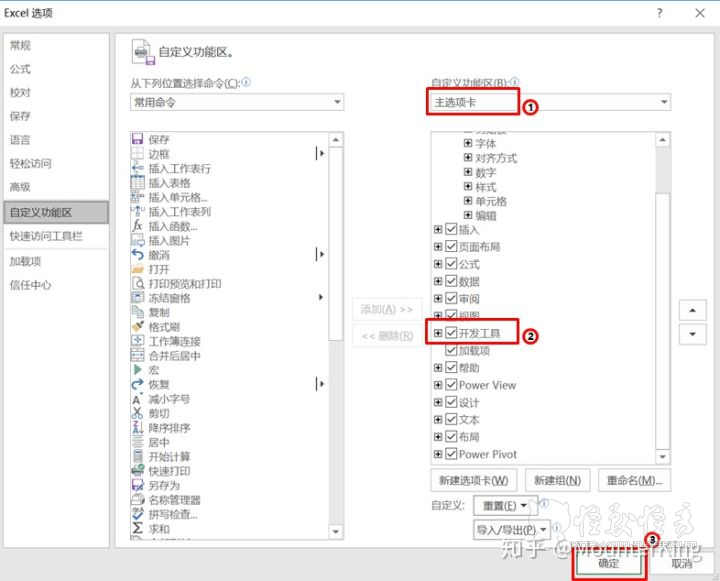 Excel 选项
?
常规
公式
校对
保存
语言
轻松访问
高级
自定义功能区
快速访问工具栏
加载项
信任中心
自定义功能区。
从下列位置选择命令(C):
常用命令
保存
边框
插入工作表行
插入表格
插入单元格...
插入工作表列
fx 插入函数...
插入图片
撤消
打开
打印预览和打印
冻结窗格
复制
格式刷
工作簿连接
合并后居中
宏
恢复
减小字号
剪切
降序排序
居中
开始计算
快速打印
另存为
名称管理器
拼写检查...
Σ 求和
添加(A) >>
<< 删除(R)
自定义功能区(B):
主选项卡
1
字体
对齐方式
数字
样式
单元格
编辑
插入
页面布局
公式
数据
审阅
视图
开发工具
2
加载项
帮助
Power View
设计
文本
布局
Power Pivot
新建选项卡(W)
新建组(N)
重命名(M)...
自定义:
重置(E)
导入/导出(P)
3
确定
取消
知乎 @MounterKing